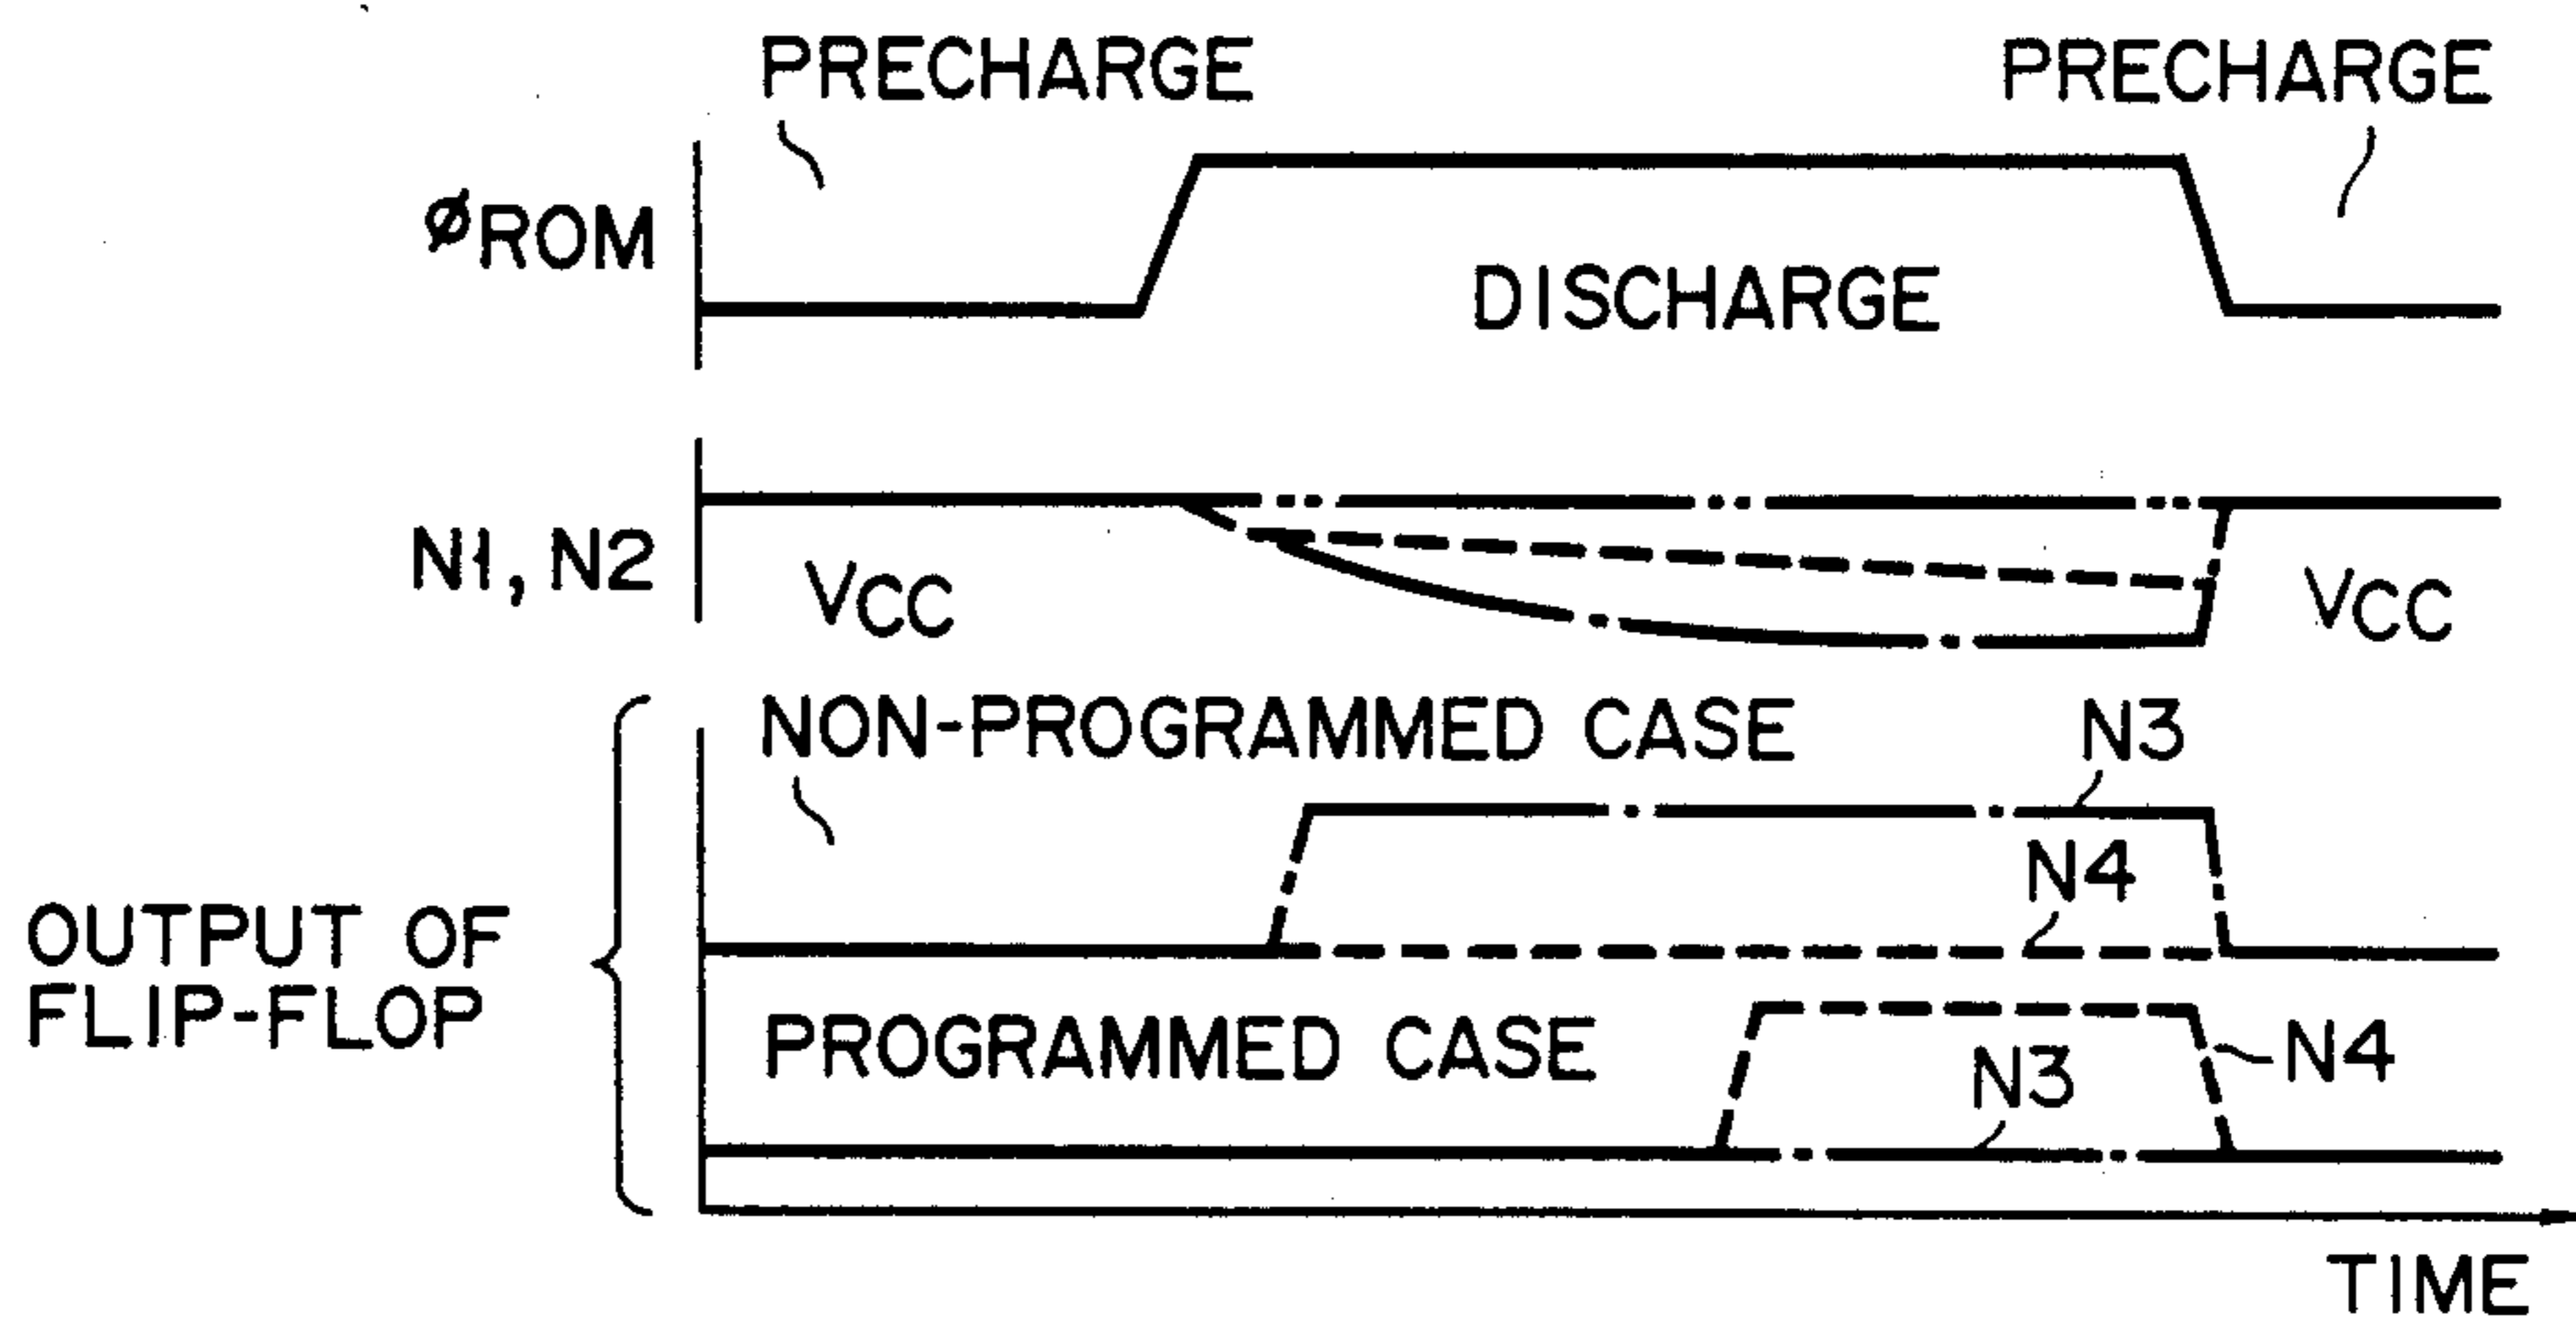 PRECHARGE
PRECHARGE
øROM
DISCHARGE
N1, N2
VCC
VCC
NON-PROGRAMMED CASE
N3
N4
OUTPUT OF
FLIP-FLOP
PROGRAMMED CASE
N3
N4
TIME